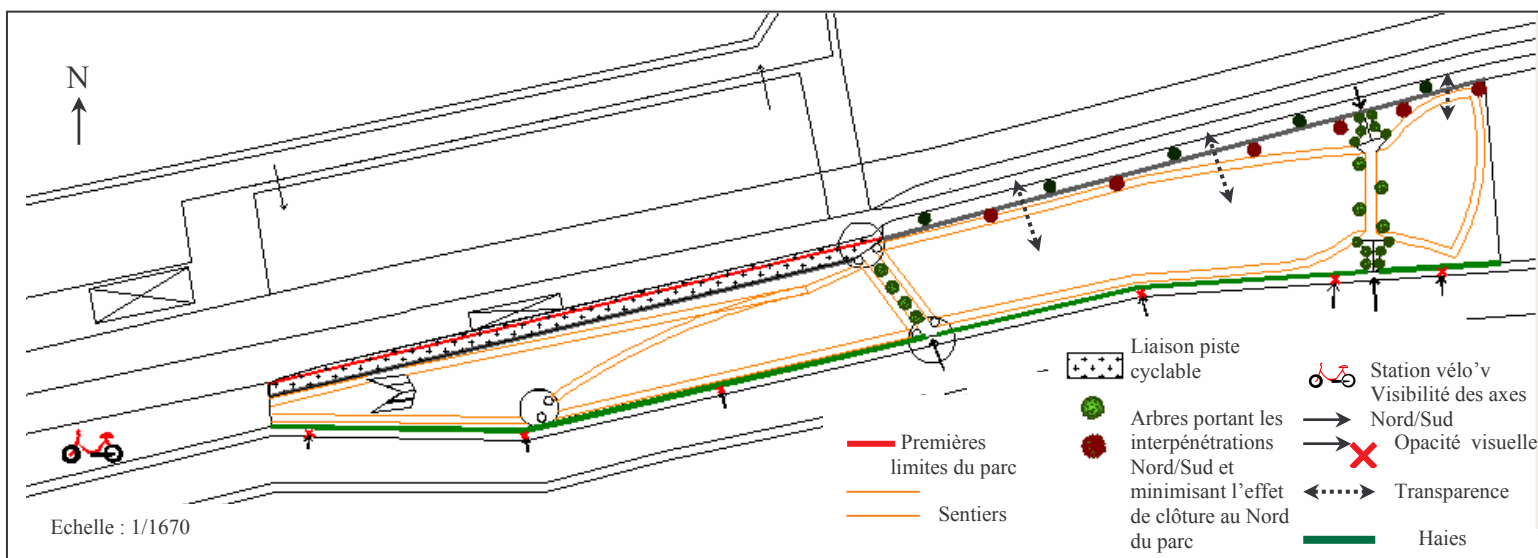 N
Echelle : 1/1670
Premières
limites du parc
Sentiers
Liaison piste
cyclable
Arbres portant les
interpénétrations
Nord/Sud et
minimisant l’effet
de clôture au Nord
du parc
Station vélo’v
Visibilité des axes
Nord/Sud
Opacité visuelle
Transparence
Haies